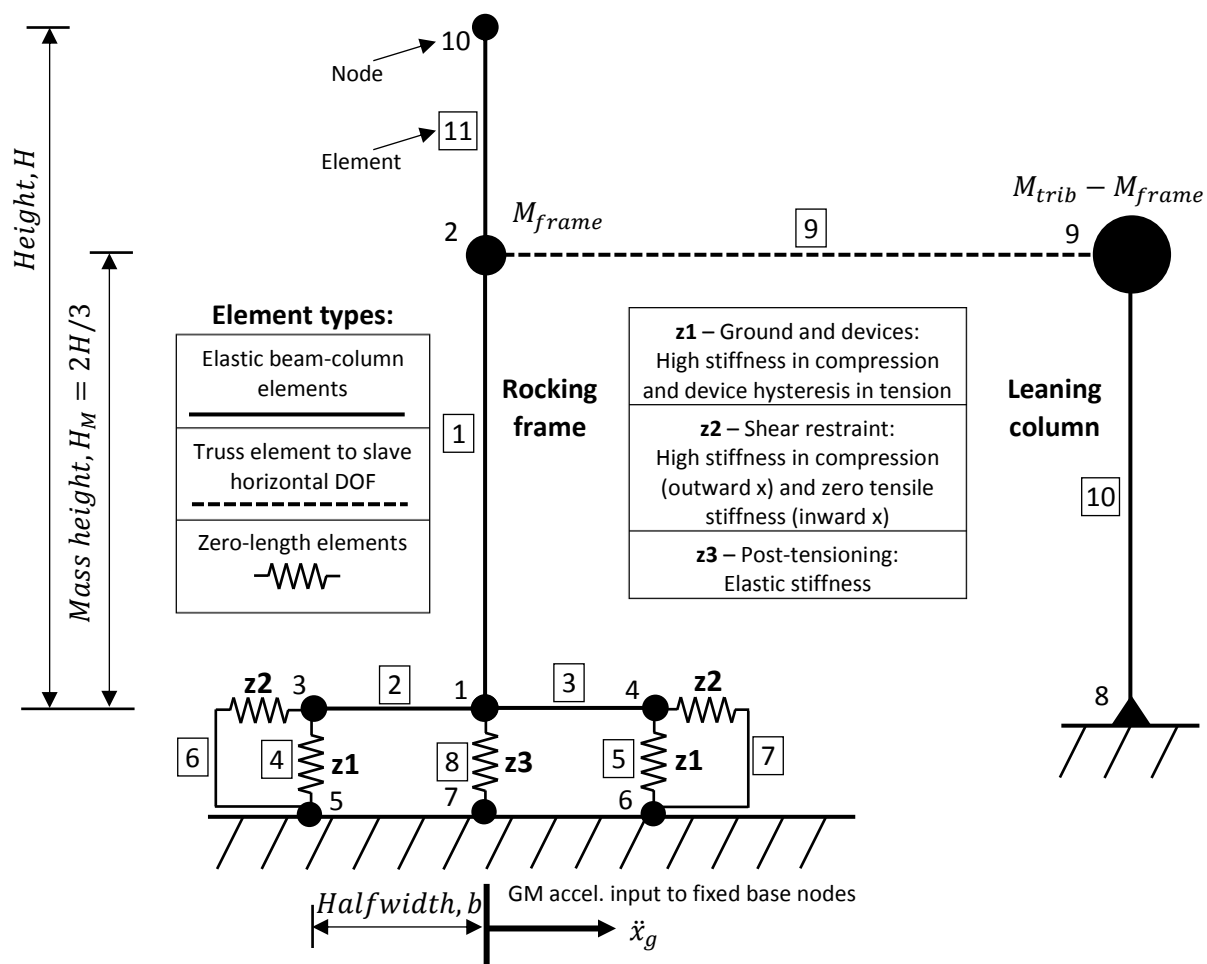 10
Node
11
Element
Height, H
Mass height, H_M = 2H/3
2
M_frame
9
9
M_trib − M_frame
Element types:
Elastic beam-column
elements
Truss element to slave
horizontal DOF
Zero-length elements
Rocking
frame
1
z1 – Ground and devices:
High stiffness in compression
and device hysteresis in tension
z2 – Shear restraint:
High stiffness in compression
(outward x) and zero tensile
stiffness (inward x)
z3 – Post-tensioning:
Elastic stiffness
Leaning
column
10
8
z2
3
2
1
3
4
z2
6
4
z1
8
z3
5
z1
7
5
7
6
Halfwidth, b
GM accel. input to fixed base nodes
ẍ_g